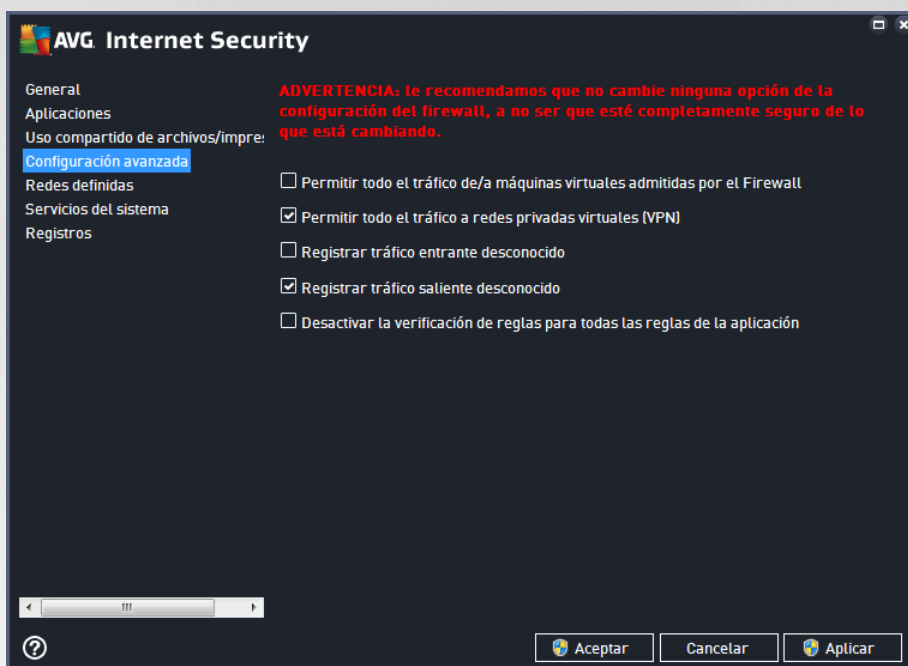 AVG. Internet Security
General
Aplicaciones
Uso compartido de archivos/impre
Configuración avanzada
Redes definidas
Servicios del sistema
Registros
ADVERTENCIA: le recomendamos que no cambie ninguna opción de la
configuración del firewall, a no ser que esté completamente seguro de lo
que está cambiando.
Permitir todo el tráfico de/a máquinas virtuales admitidas por el Firewall
Permitir todo el tráfico a redes privadas virtuales (VPN)
Registrar tráfico entrante desconocido
Registrar tráfico saliente desconocido
Desactivar la verificación de reglas para todas las reglas de la aplicación
Aceptar
Cancelar
Aplicar